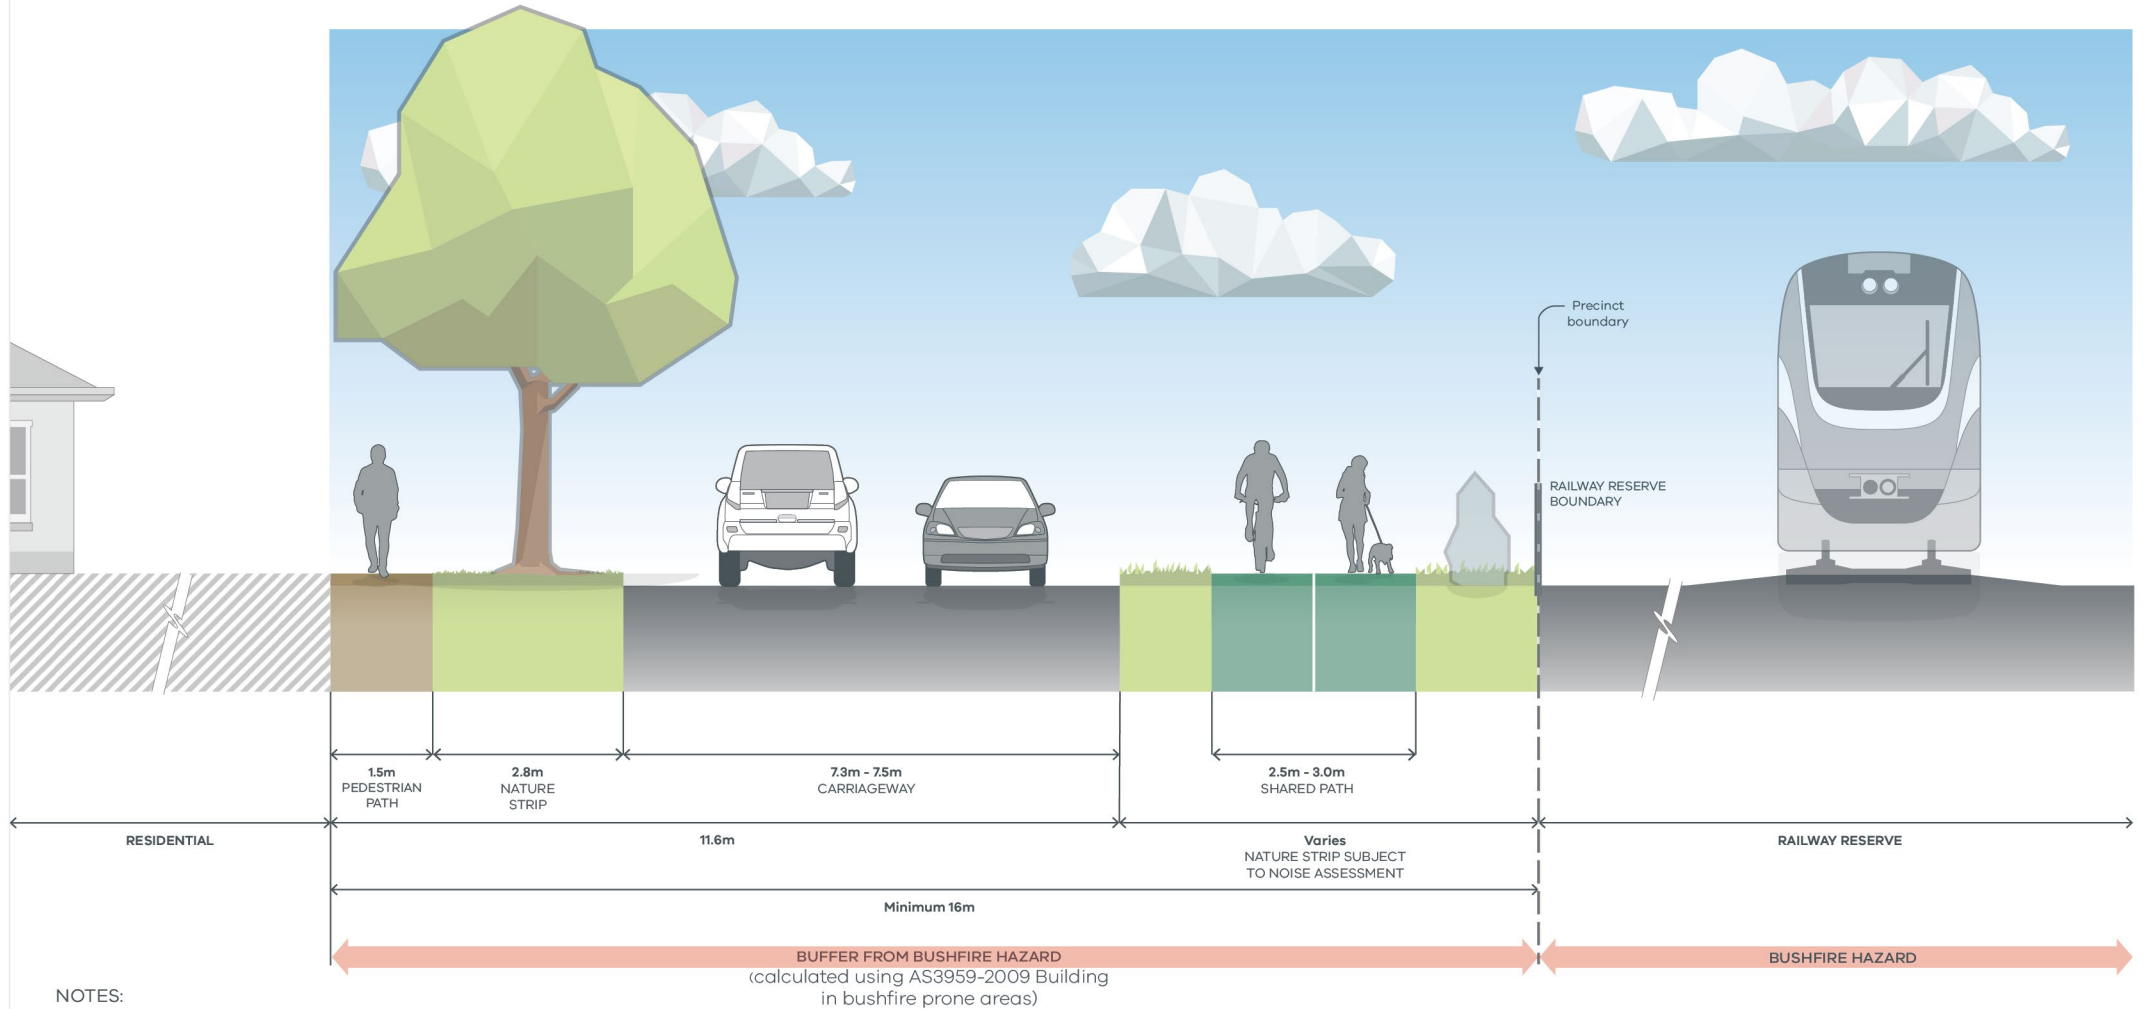 Precinct
boundary
RAILWAY RESERVE
BOUNDARY
1.5m
PEDESTRIAN
PATH
2.8m
NATURE
STRIP
7.3m - 7.5m
CARRIAGEWAY
2.5m - 3.0m
SHARED PATH
RESIDENTIAL
11.6m
Varies
NATURE STRIP SUBJECT
TO NOISE ASSESSMENT
RAILWAY RESERVE
Minimum 16m
BUFFER FROM BUSHFIRE HAZARD
(calculated using AS3959-2009 Building
in bushfire prone areas)
BUSHFIRE HAZARD
NOTES: